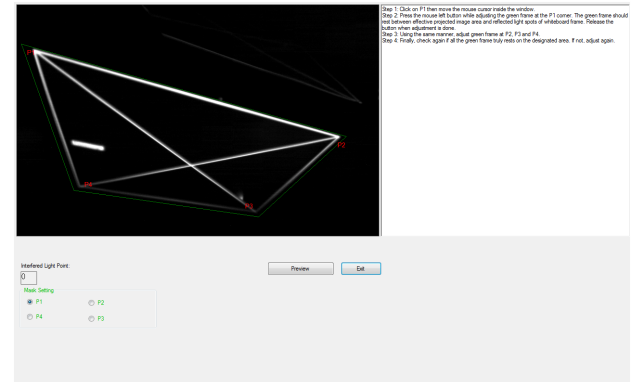 Step 1: Click on P1 then move the mouse cursor inside the window.
Step 2: Press the mouse left button while adjusting the green frame at the P1 corner. The green frame should
rest between effective projected image area and reflected light spots of whiteboard frame. Release the
button when adjustment is done.
Step 3: Using the same manner, adjust green frame at P2, P3 and P4.
Step 4: Finally, check again if all the green frame truly rests on the designated area. If not, adjust again.
P2
P4
Interfered Light Point:
0
Preview
Exit
Mask Setting
P1
P2
P4
P3